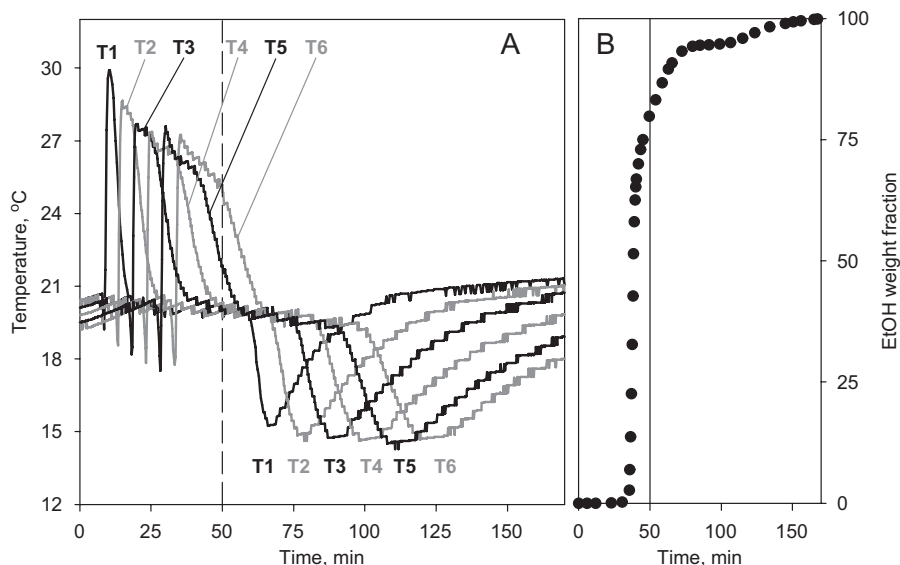 A
B
T1 T2 T3 T4 T5 T6
30
27
24
21
18
15
12
Temperature, ºC
T1 T2 T3 T4 T5 T6
0 25 50 75 100 125 150
Time, min
100
75
50
25
0
EtOH weight fraction
0 50 100 150
Time, min